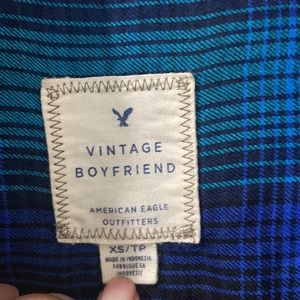 VINTAGE
BOYFRIEND
AMERICAN EAGLE
OUTFITTERS
XS/TP
MADE IN INDONESIA
FABRIQUÉ EN
INDONÉSIE